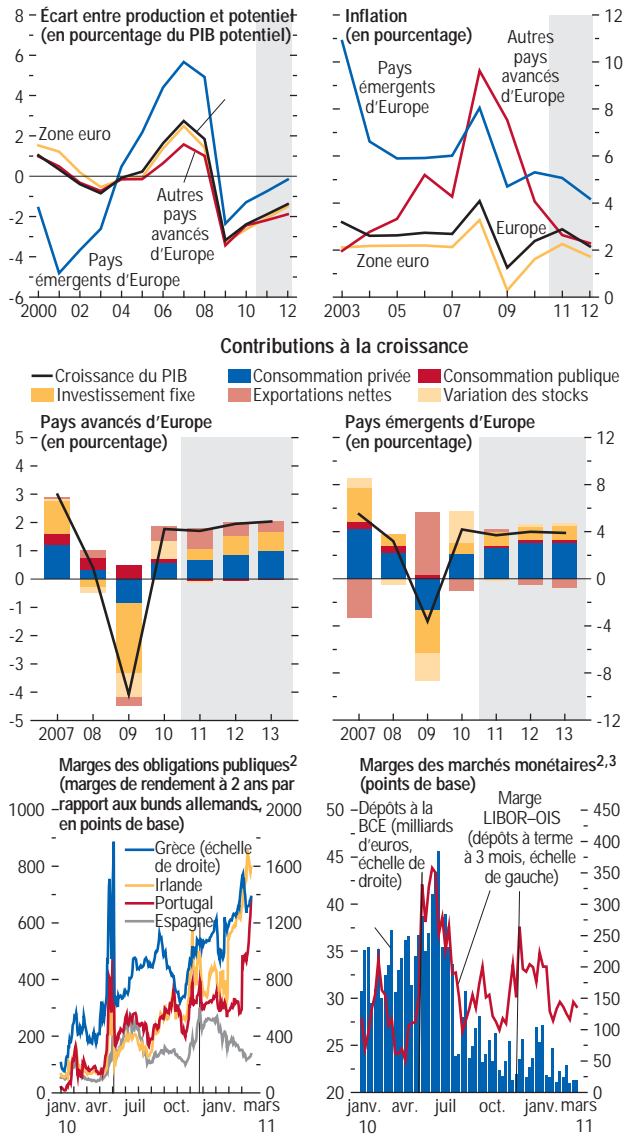 Écart entre production et potentiel
(en pourcentage du PIB potentiel)
8
6
4
2
0
-2
-4
-6
Zone euro
Autres
pays
avancés
d'Europe
Pays
émergents d'Europe
2000 02 04 06 08 10 12
Inflation
(en pourcentage)
12
10
8
6
4
2
0
Pays
émergents
d'Europe
Autres
pays
avancés
d'Europe
Europe
Zone euro
2003 05 07 09 11 12
Contributions à la croissance
Croissance du PIB
Consommation privée
Consommation publique
Investissement fixe
Exportations nettes
Variation des stocks
Pays avancés d'Europe
(en pourcentage)
5
4
3
2
1
0
-1
-2
-3
-4
-5
2007 08 09 10 11 12 13
Pays émergents d'Europe
(en pourcentage)
12
8
4
0
-4
-8
-12
2007 08 09 10 11 12 13
Marges des obligations publiques2
(marges de rendement à 2 ans par
rapport aux bunds allemands,
en points de base)
1000
800
600
400
200
0
2000
1600
1200
800
400
0
Grèce (échelle
de droite)
Irlande
Portugal
Espagne
janv. avr. juil oct. janv. mars
10 11
Marges des marchés monétaires2,3
(points de base)
50
45
40
35
30
25
20
450
400
350
300
250
200
150
100
50
0
Dépôts à la
BCE (milliards
d'euros,
échelle de
droite)
Marge
LIBOR–OIS
(dépôts à terme
à 3 mois, échelle
de gauche)
janv. avr. juil oct. janv. mars
10 11